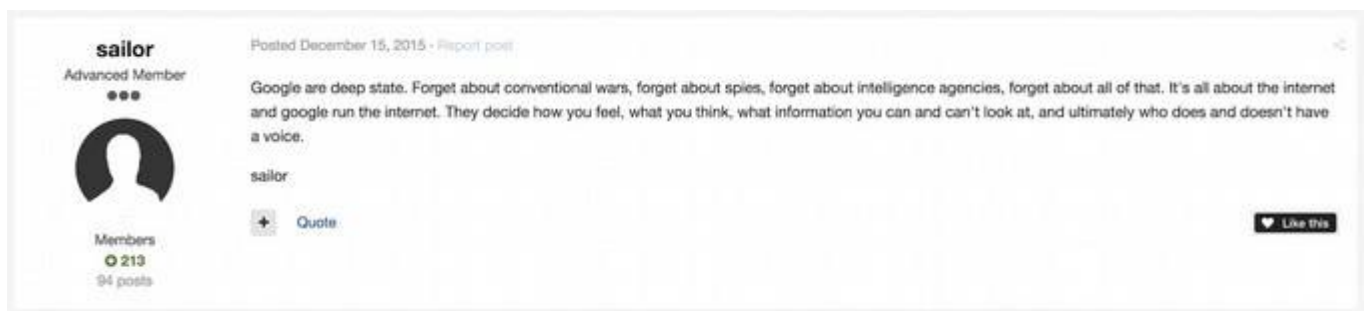 sailor
Advanced Member
Members
213
94 posts
Posted December 15, 2015 · Report post
Google are deep state. Forget about conventional wars, forget about spies, forget about intelligence agencies, forget about all of that. It's all about the internet
and google run the internet. They decide how you feel, what you think, what information you can and can't look at, and ultimately who does and doesn't have
a voice.
sailor
+ Quote
Like this